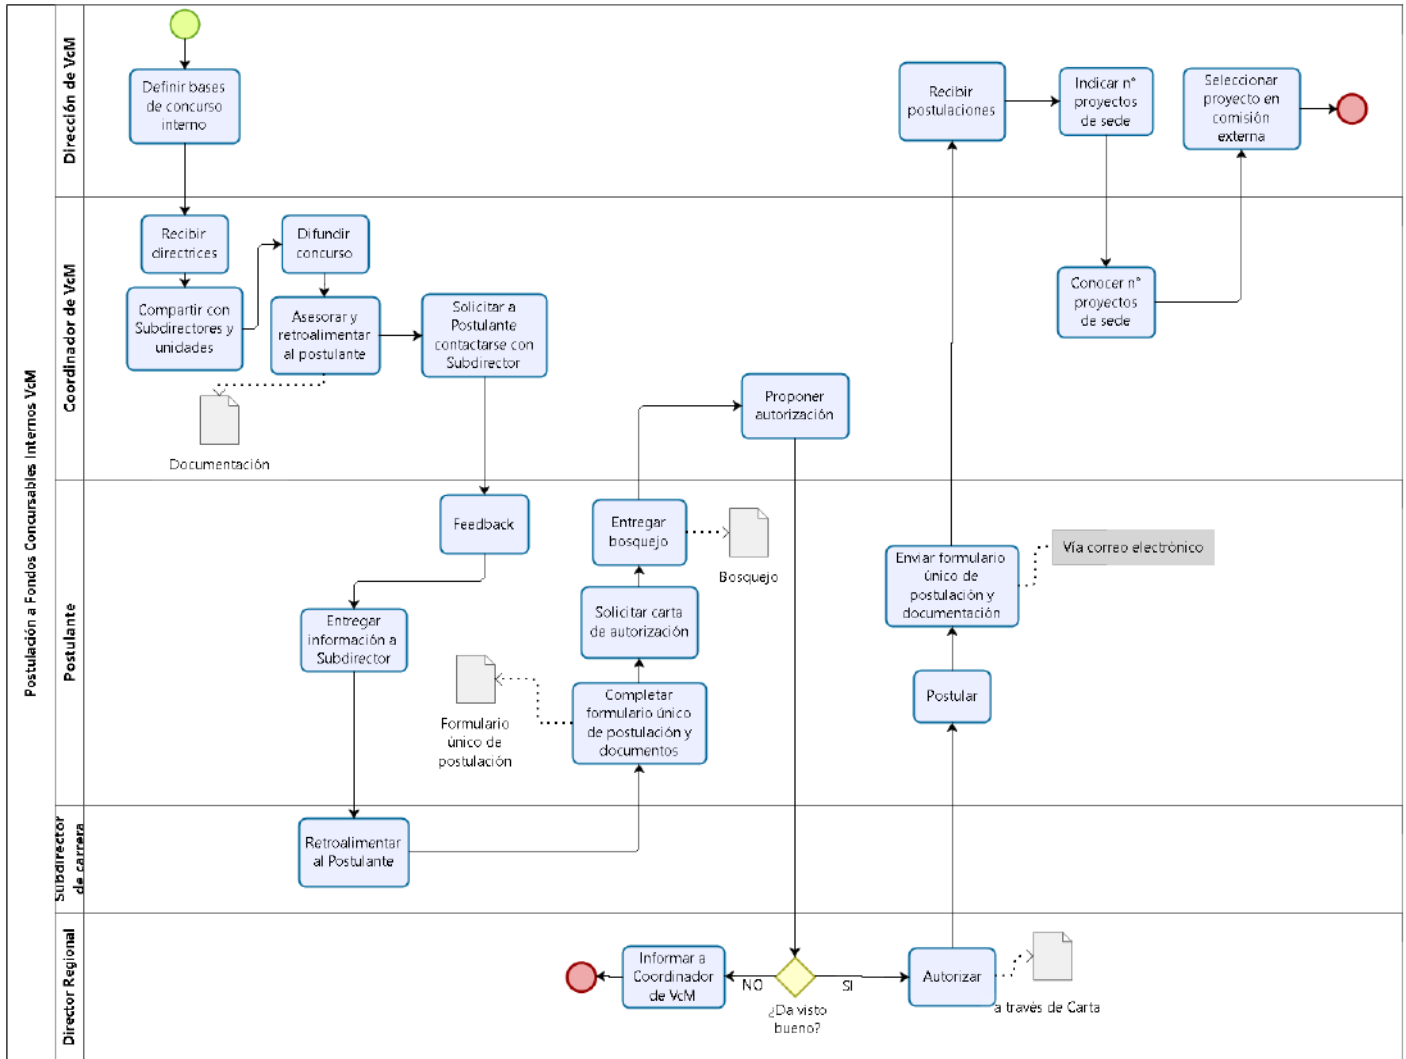 Postulación a Fondos Concursables Internos VcM
Dirección de VcM
Definir bases
de concurso
interno
Recibir
postulaciones
Indicar n°
proyectos
de sede
Seleccionar
proyecto en
comisión
externa
Coordinador de VcM
Recibir
directrices
Difundir
concurso
Compartir con
Subdirectores y
unidades
Asesorar y
retroalimentar
al postulante
Solicitar a
Postulante
contactarse con
Subdirector
Conocer n°
proyectos
de sede
Documentación
Proponer
autorización
Postulante
Feedback
Entregar
bosquejo
Bosquejo
Entregar
información a
Subdirector
Solicitar carta
de autorización
Formulario
único de
postulación
Completar
formulario único
de postulación y
documentos
Enviar formulario
único de
postulación y
documentación
Vía correo electrónico
Postular
Subdirector
de carrera
Retroalimentar
al Postulante
Director Regional
Informar a
Coordinador
de VcM
NO
¿Da visto
bueno?
SI
Autorizar
a través de Carta